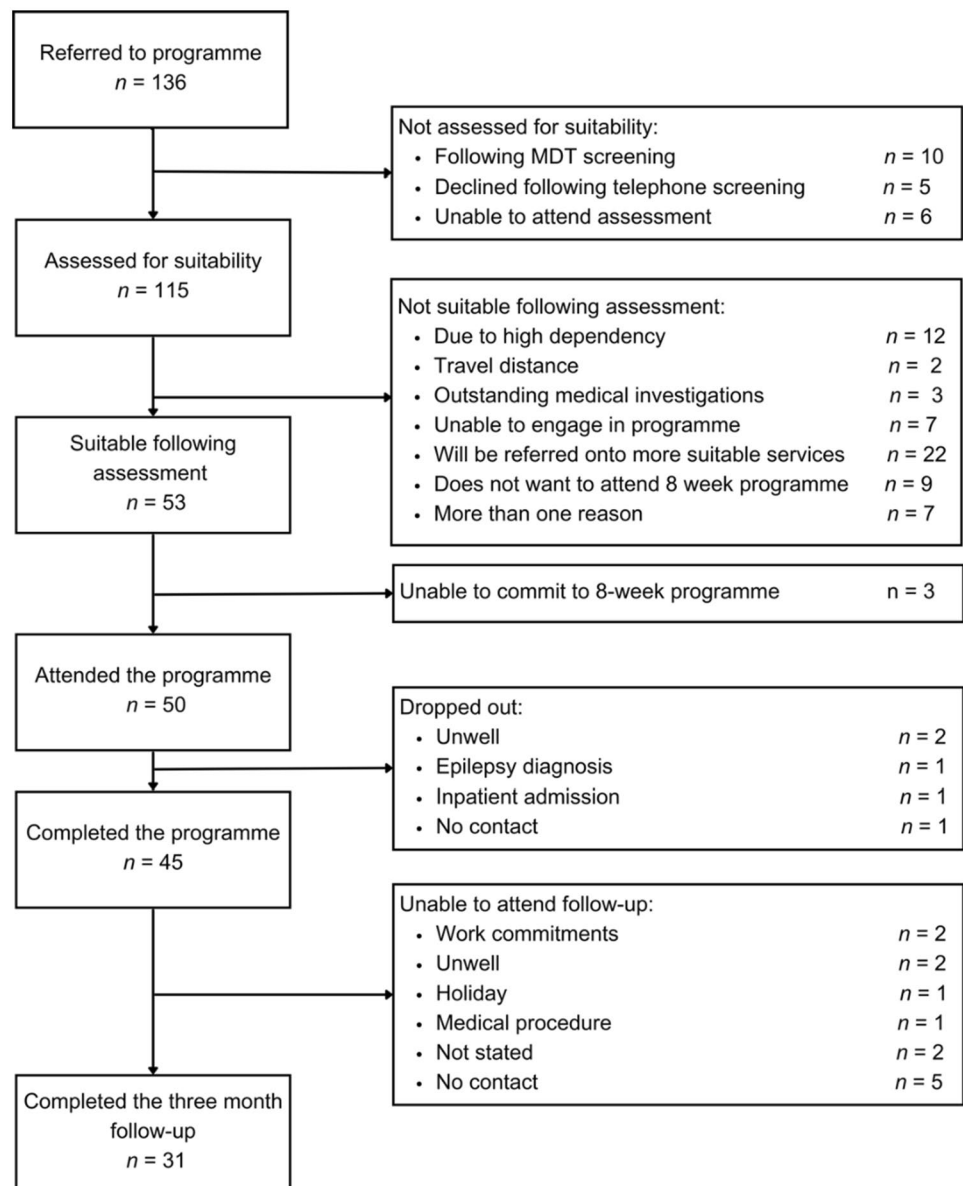 Referred to programme
n = 136
Not assessed for suitability:
• Following MDT screening n = 10
• Declined following telephone screening n = 5
• Unable to attend assessment n = 6
Assessed for suitability
n = 115
Not suitable following assessment:
• Due to high dependency n = 12
• Travel distance n = 2
• Outstanding medical investigations n = 3
• Unable to engage in programme n = 7
• Will be referred onto more suitable services n = 22
• Does not want to attend 8 week programme n = 9
• More than one reason n = 7
Suitable following
assessment
n = 53
Unable to commit to 8-week programme n = 3
Attended the programme
n = 50
Dropped out:
• Unwell n = 2
• Epilepsy diagnosis n = 1
• Inpatient admission n = 1
• No contact n = 1
Completed the programme
n = 45
Unable to attend follow-up:
• Work commitments n = 2
• Unwell n = 2
• Holiday n = 1
• Medical procedure n = 1
• Not stated n = 2
• No contact n = 5
Completed the three month
follow-up
n = 31